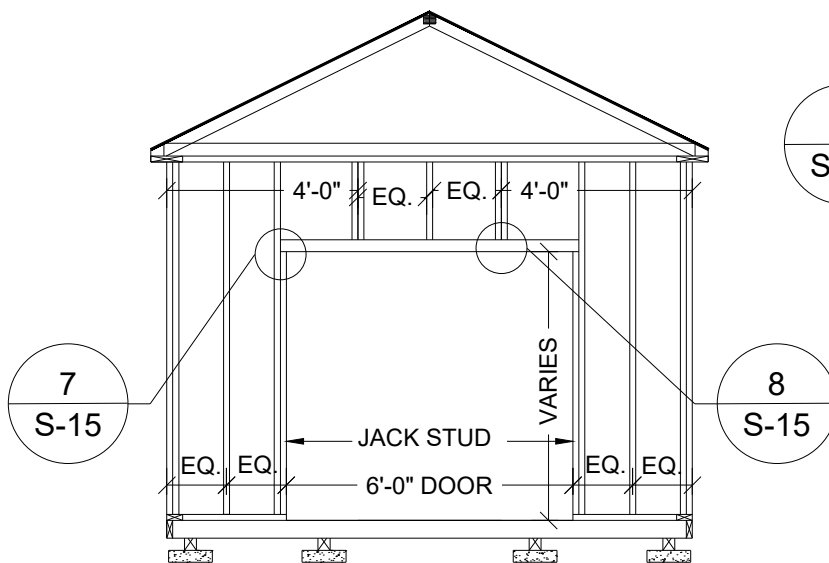 S
4'-0" EQ. EQ. 4'-0"
7
S-15
VARIES
8
S-15
JACK STUD
EQ. EQ. 6'-0" DOOR EQ. EQ.